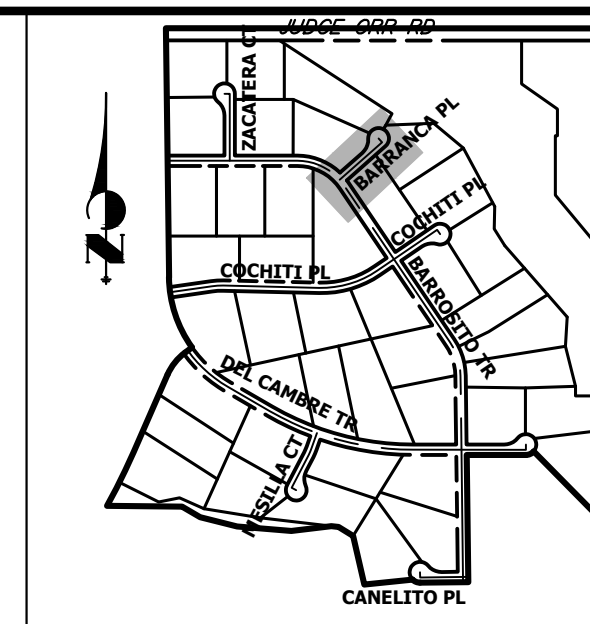 JUDGE ORR RD
ZACATERA CT
BARRANCA PL
COCHITI PL
COCHITI PL
BARROSITO TR
DEL CAMBRE TR
MESILLA CT
CANELITO PL
N